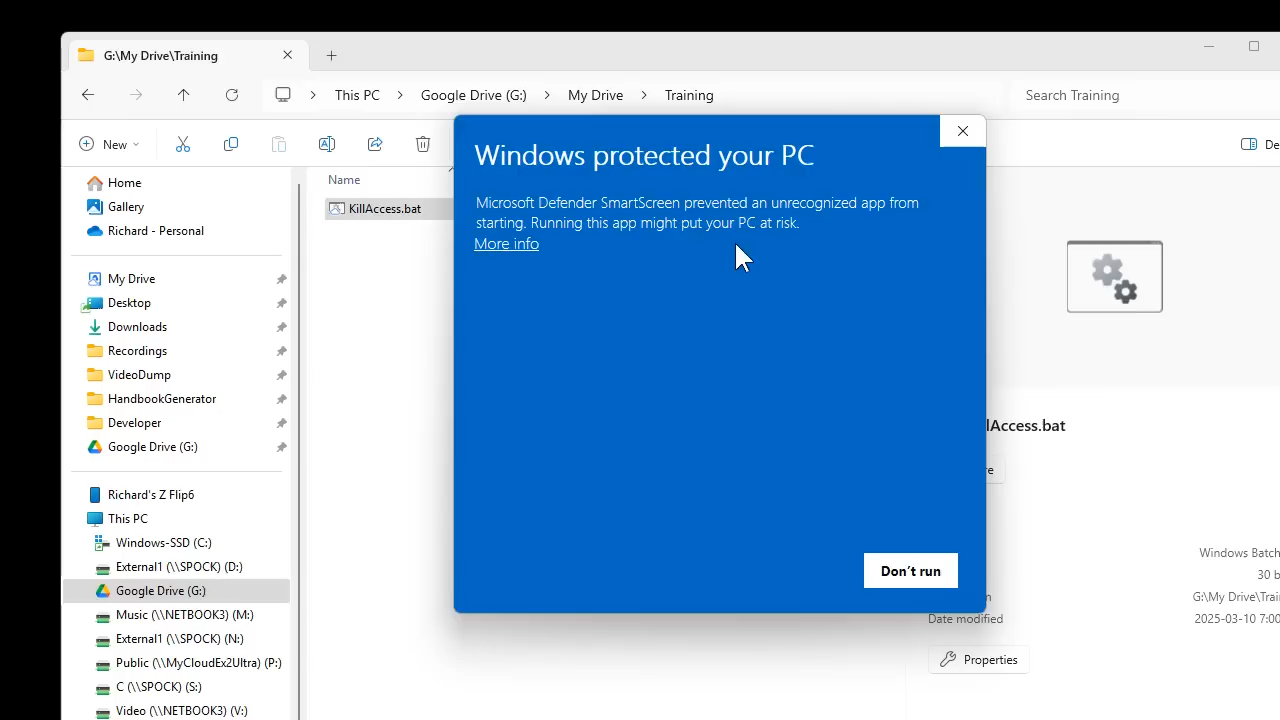 G:\My Drive\Training
This PC
Google Drive (G:)
My Drive
Training
Search Training
New
Home
Gallery
Richard - Personal
My Drive
Desktop
Downloads
Recordings
VideoDump
HandbookGenerator
Developer
Google Drive (G:)
Richard's Z Flip6
This PC
Windows-SSD (C:)
External1 (\\SPOCK) (D:)
Google Drive (G:)
Music (\\NETBOOK3) (M:)
External1 (\\SPOCK) (N:)
Public (\\MyCloudEx2Ultra) (P:)
C (\\SPOCK) (S:)
Video (\\NETBOOK3) (V:)
Name
KillAccess.bat
Windows protected your PC
Microsoft Defender SmartScreen prevented an unrecognized app from
starting. Running this app might put your PC at risk.
More info
Don't run
lAccess.bat
Windows Batch
30 b
G:\My Drive\Trai
Date modified
2025-03-10 7:00
Properties